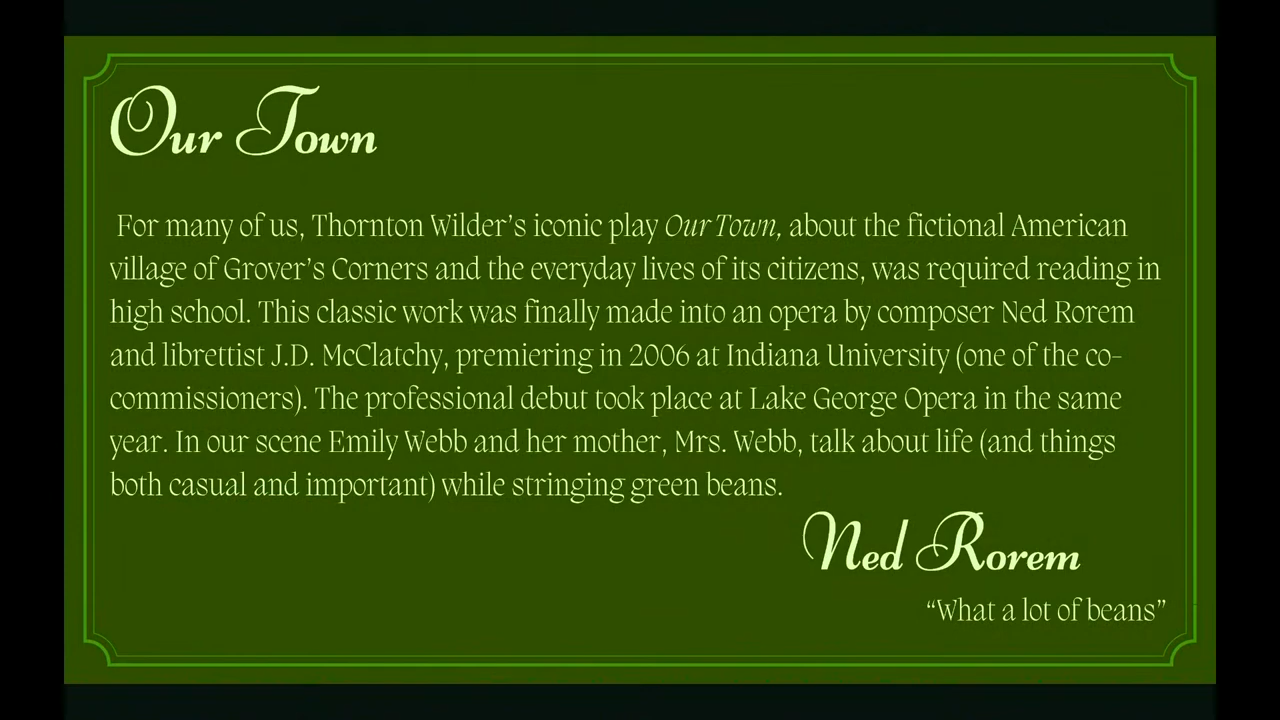 Our Town
For many of us, Thornton Wilder’s iconic play Our Town, about the fictional American
village of Grover’s Corners and the everyday lives of its citizens, was required reading in
high school. This classic work was finally made into an opera by composer Ned Rorem
and librettist J.D. McClatchy, premiering in 2006 at Indiana University (one of the co-
commissioners). The professional debut took place at Lake George Opera in the same
year. In our scene Emily Webb and her mother, Mrs. Webb, talk about life (and things
both casual and important) while stringing green beans.
Ned Rorem
“What a lot of beans”